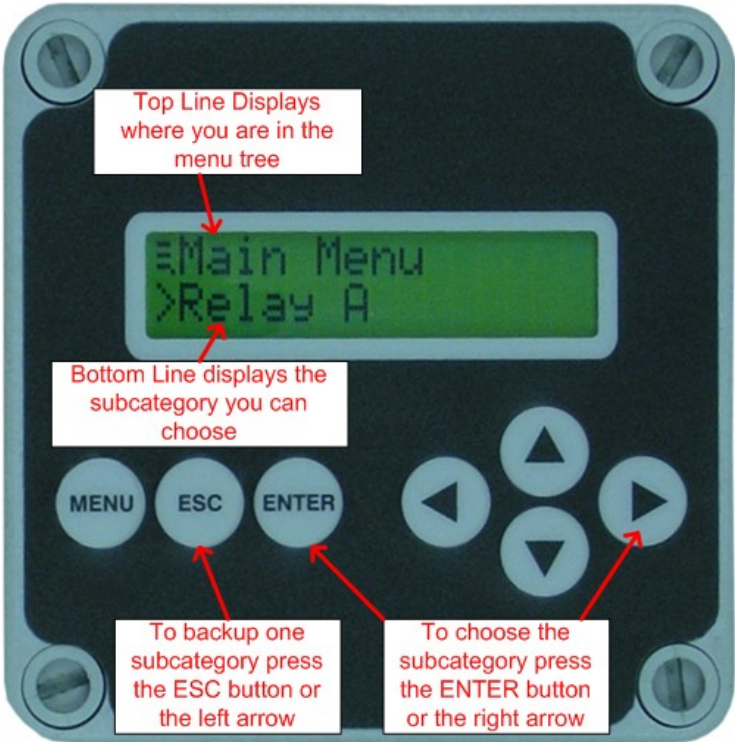 Top Line Displays
where you are in the
menu tree
Main Menu
>Relay A
Bottom Line displays the
subcategory you can
choose
MENU
ESC
ENTER
To backup one
subcategory press
the ESC button or
the left arrow
To choose the
subcategory press
the ENTER button
or the right arrow